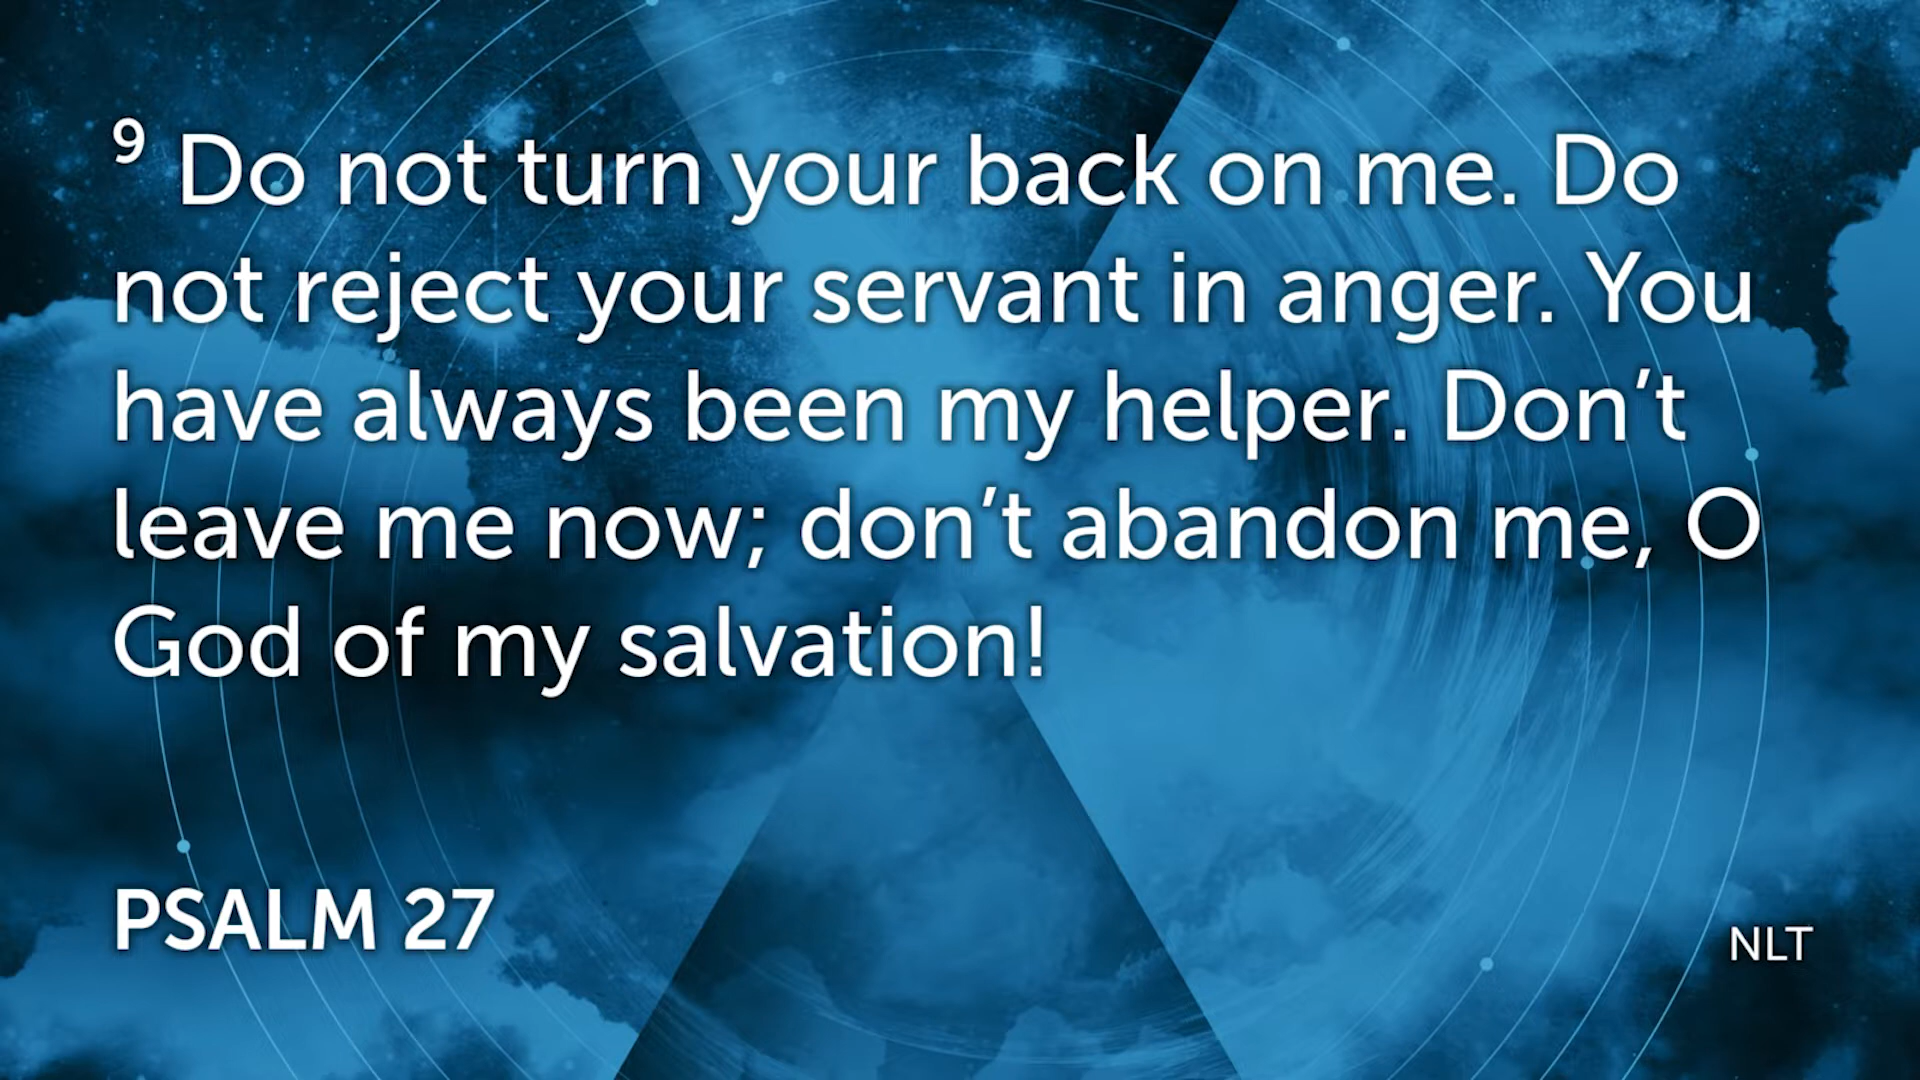 9 Do not turn your back on me. Do
not reject your servant in anger. You
have always been my helper. Don’t
leave me now; don’t abandon me, O
God of my salvation!
PSALM 27
NLT